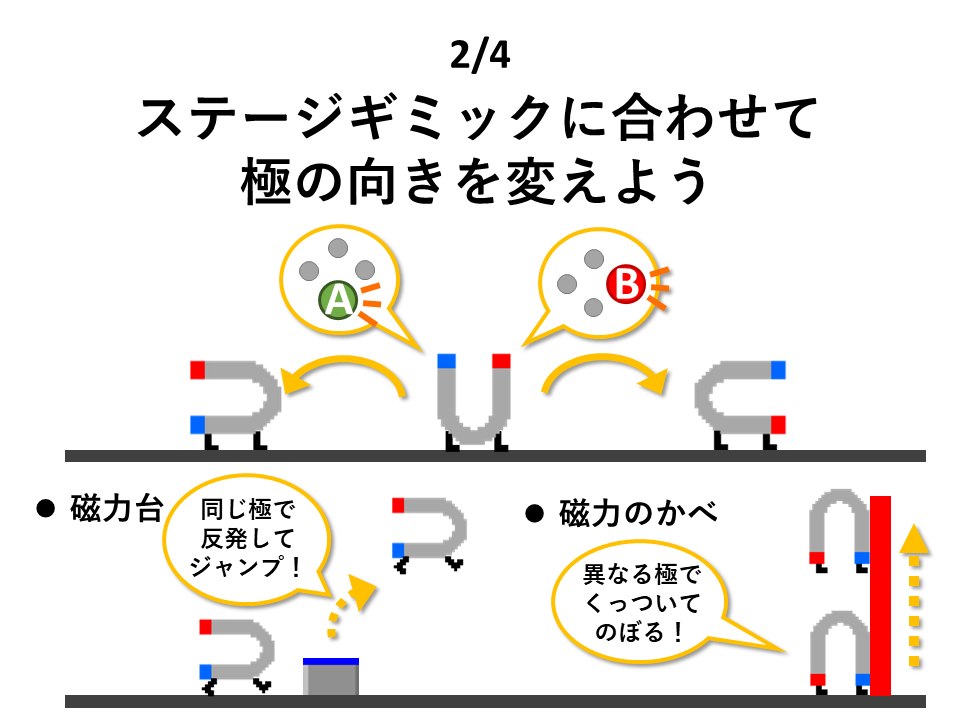 2/4
ステージギミックに合わせて
極の向きを変えよう
A
B
● 磁力台
同じ極で
反発して
ジャンプ！
● 磁力のかべ
異なる極で
くっついて
のぼる！